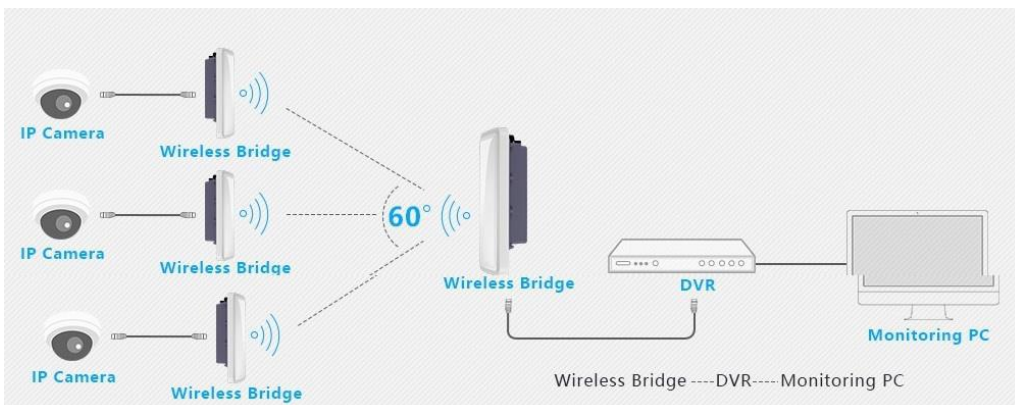 IP Camera
Wireless Bridge
IP Camera
Wireless Bridge
IP Camera
Wireless Bridge
60°
Wireless Bridge
DVR
Monitoring PC
Wireless Bridge ----DVR---- Monitoring PC